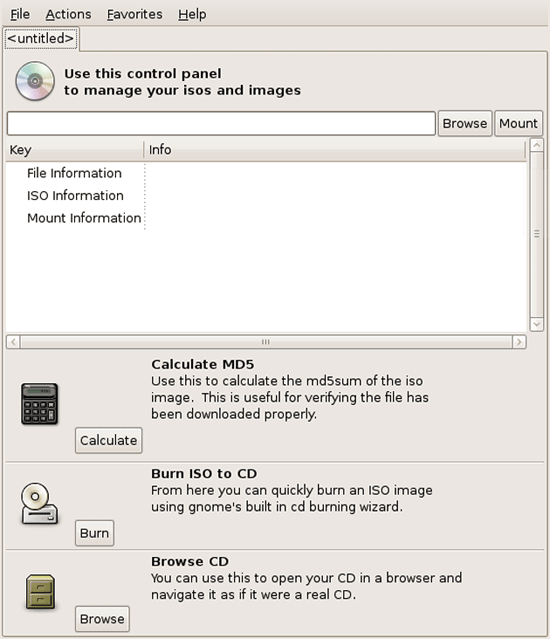 File Actions Favorites Help
<untitled>
Use this control panel
to manage your isos and images
Browse Mount
Key Info
File Information
ISO Information
Mount Information
Calculate MD5
Use this to calculate the md5sum of the iso
image.  This is useful for verifying the file has
been downloaded properly.
Calculate
Burn ISO to CD
From here you can quickly burn an ISO image
using gnome's built in cd burning wizard.
Burn
Browse CD
You can use this to open your CD in a browser and
navigate it as if it were a real CD.
Browse